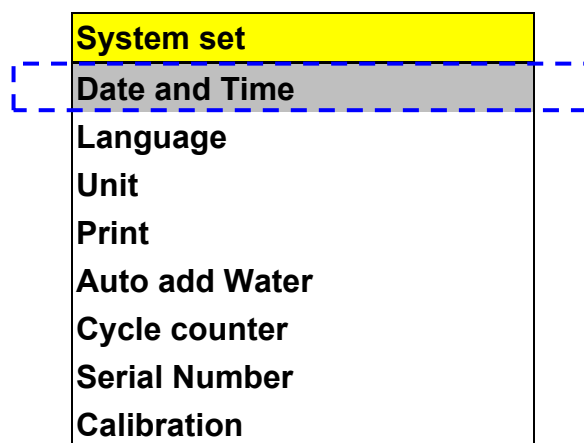 System set
Date and Time
Language
Unit
Print
Auto add Water
Cycle counter
Serial Number
Calibration